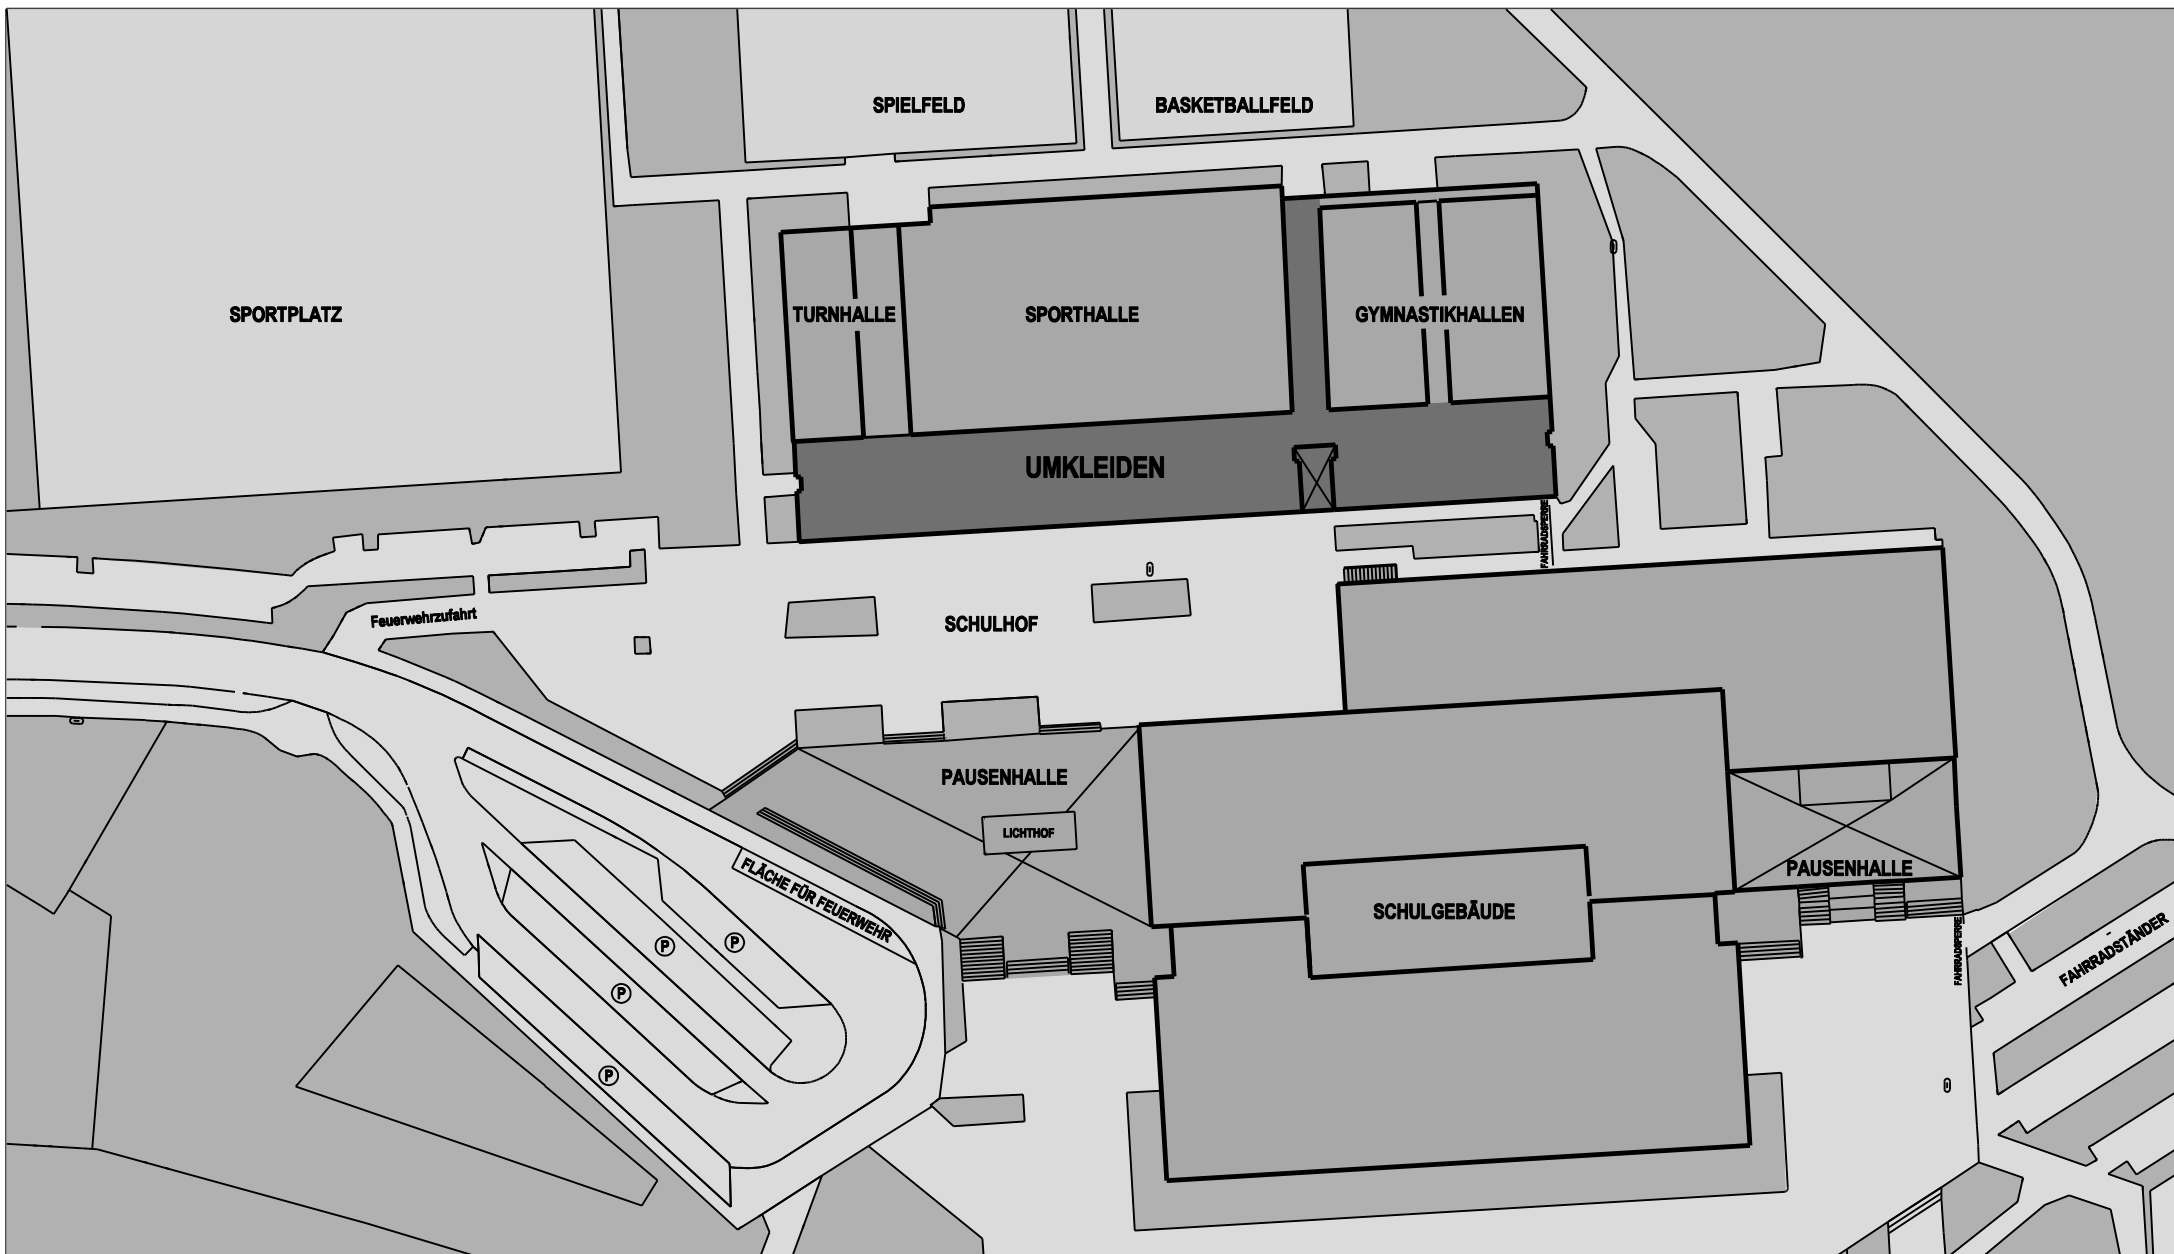 SPIELFELD
BASKETBALLFELD
SPORTPLATZ
TURNHALLE
SPORTHALLE
GYMNASTIKHALLEN
UMKLEIDEN
FAHRRADSPERRE
Feuerwehrzufahrt
SCHULHOF
PAUSENHALLE
LICHTHOF
PAUSENHALLE
FLÄCHE FÜR FEUERWEHR
SCHULGEBÄUDE
FAHRRADSPERRE
FAHRRADSTÄNDER
P
P
P
P